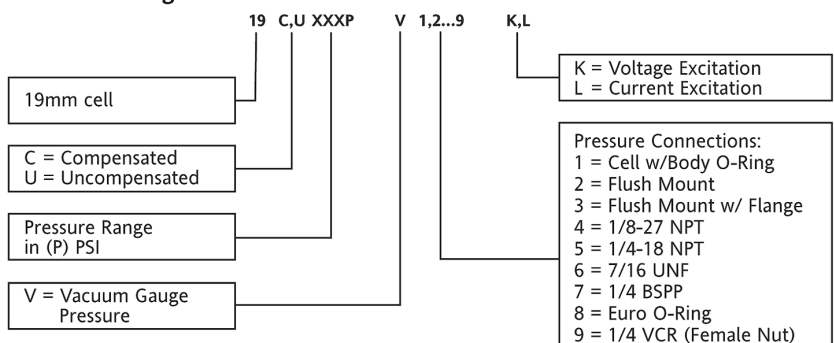 19 C,U XXXP V 1,2...9 K,L
19mm cell
C = Compensated
U = Uncompensated
Pressure Range
in (P) PSI
V = Vacuum Gauge
Pressure
K = Voltage Excitation
L = Current Excitation
Pressure Connections:
1 = Cell w/Body O-Ring
2 = Flush Mount
3 = Flush Mount w/ Flange
4 = 1/8-27 NPT
5 = 1/4-18 NPT
6 = 7/16 UNF
7 = 1/4 BSPP
8 = Euro O-Ring
9 = 1/4 VCR (Female Nut)